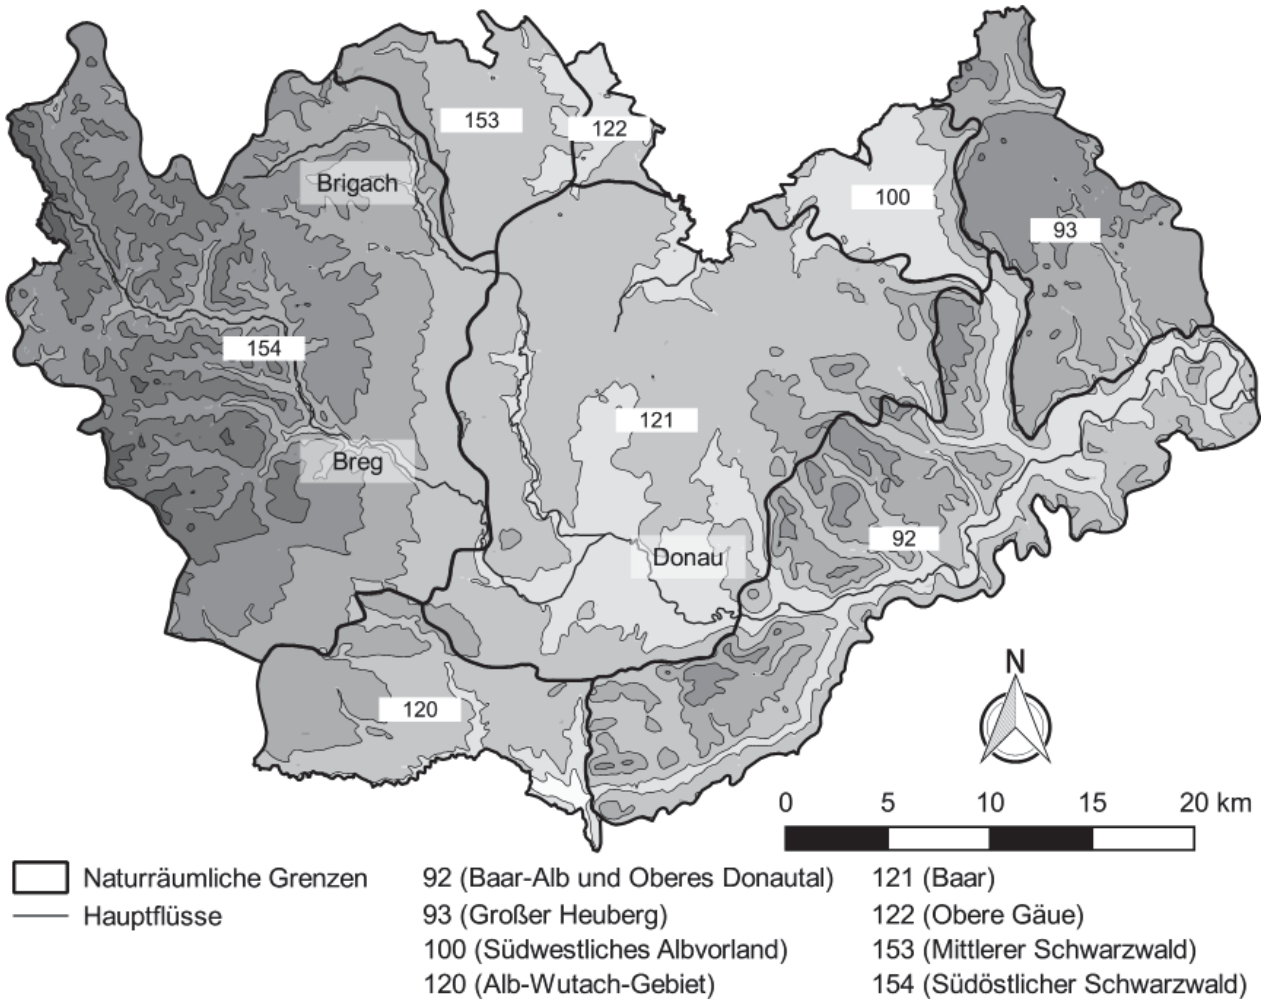 153
122
Brigach
100
93
154
121
Breg
92
Donau
N
120
0 5 10 15 20 km
Naturräumliche Grenzen
Hauptflüsse
92 (Baar-Alb und Oberes Donautal)
93 (Großer Heuberg)
100 (Südwestliches Albvorland)
120 (Alb-Wutach-Gebiet)
121 (Baar)
122 (Obere Gäue)
153 (Mittlerer Schwarzwald)
154 (Südöstlicher Schwarzwald)